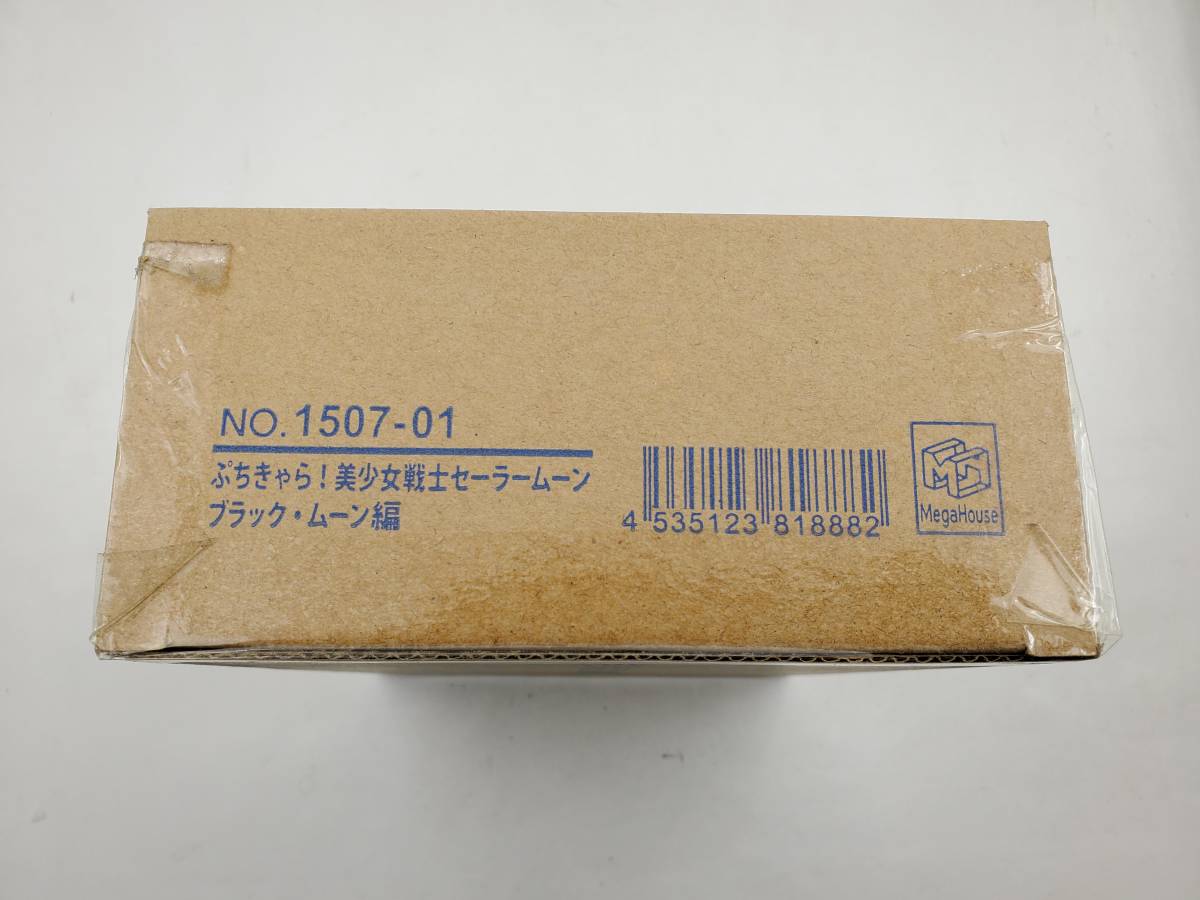 NO.1507-01
ぷちきゃら！美少女戦士セーラームーン
ブラック・ムーン編
4 535123 818882
MegaHouse